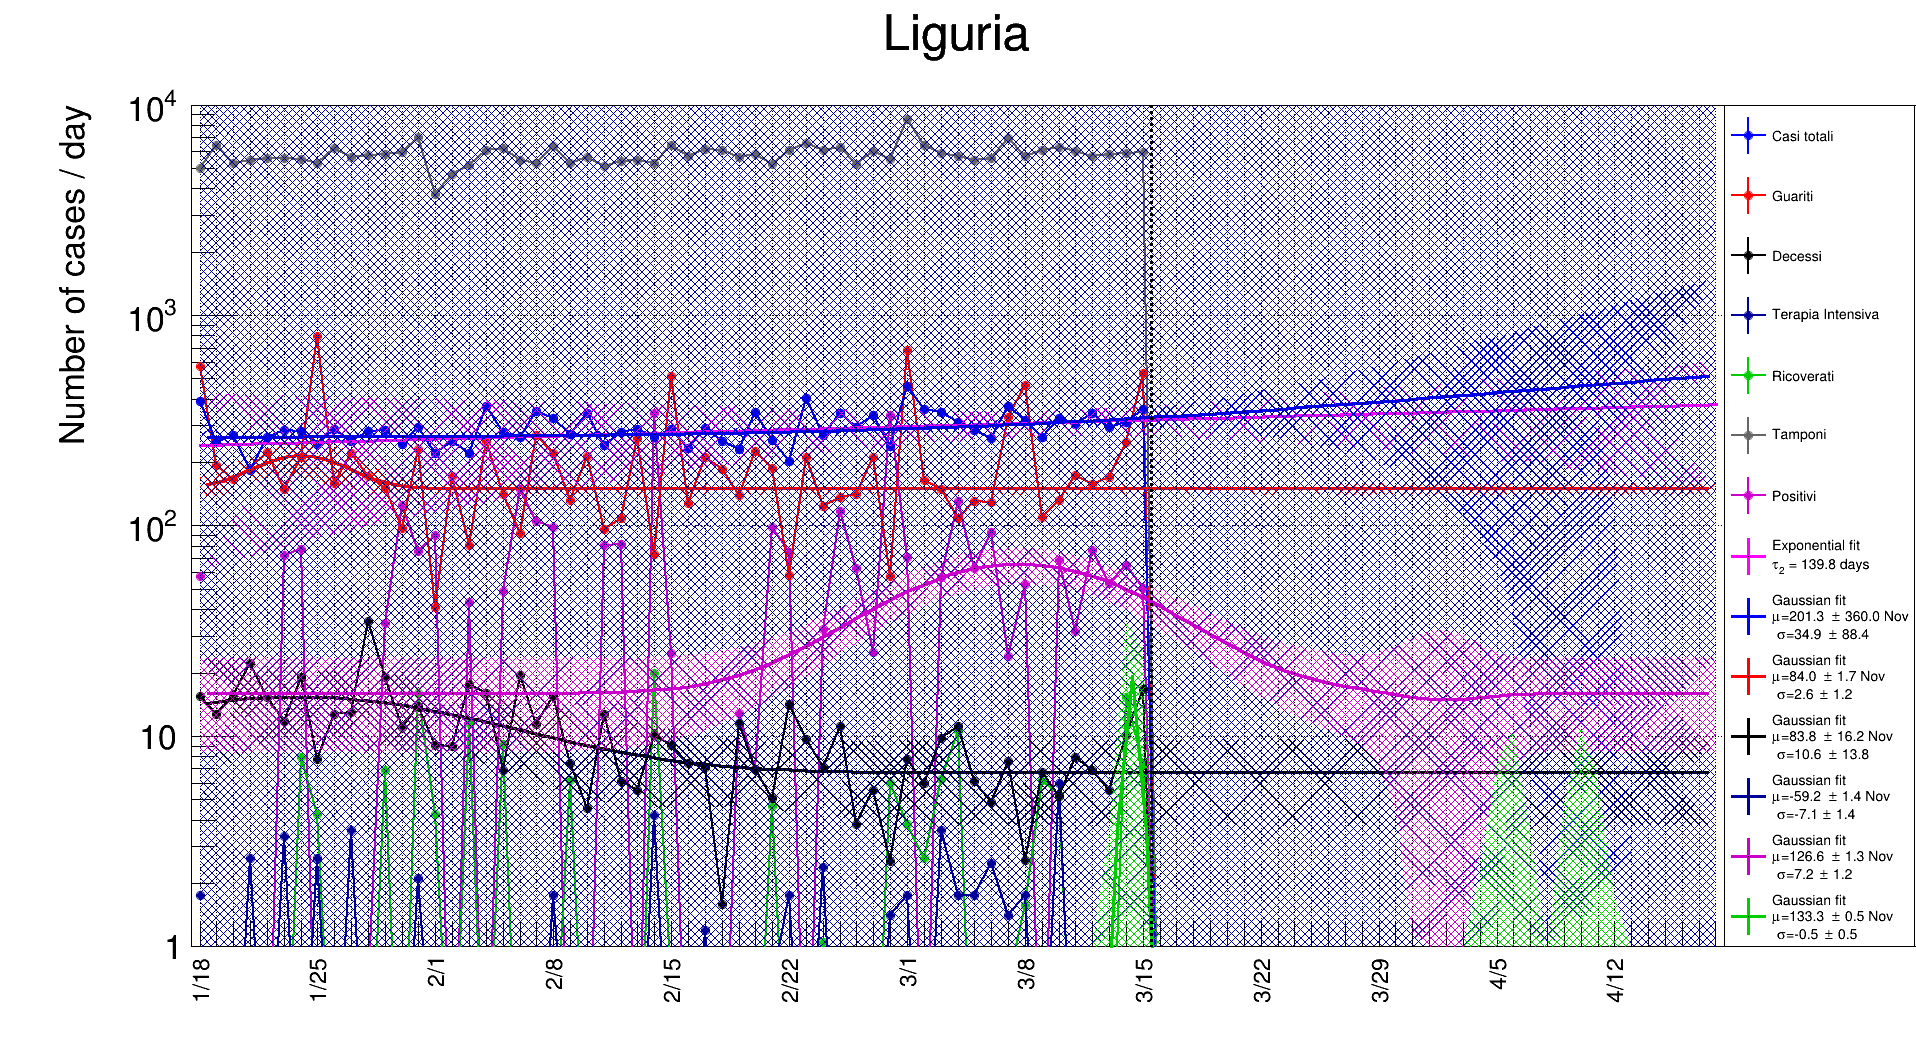 Liguria
Number of cases / day
10⁴
10³
10²
10
1
1/18
1/25
2/1
2/8
2/15
2/22
3/1
3/8
3/15
3/22
3/29
4/5
4/12
Casi totali
Guariti
Decessi
Terapia Intensiva
Ricoverati
Tamponi
Positivi
Exponential fit
τ₂ = 139.8 days
Gaussian fit
μ=201.3 ± 360.0 Nov
σ=34.9 ± 88.4
Gaussian fit
μ=84.0 ± 1.7 Nov
σ=2.6 ± 1.2
Gaussian fit
μ=83.8 ± 16.2 Nov
σ=10.6 ± 13.8
Gaussian fit
μ=-59.2 ± 1.4 Nov
σ=-7.1 ± 1.4
Gaussian fit
μ=126.6 ± 1.3 Nov
σ=7.2 ± 1.2
Gaussian fit
μ=133.3 ± 0.5 Nov
σ=-0.5 ± 0.5